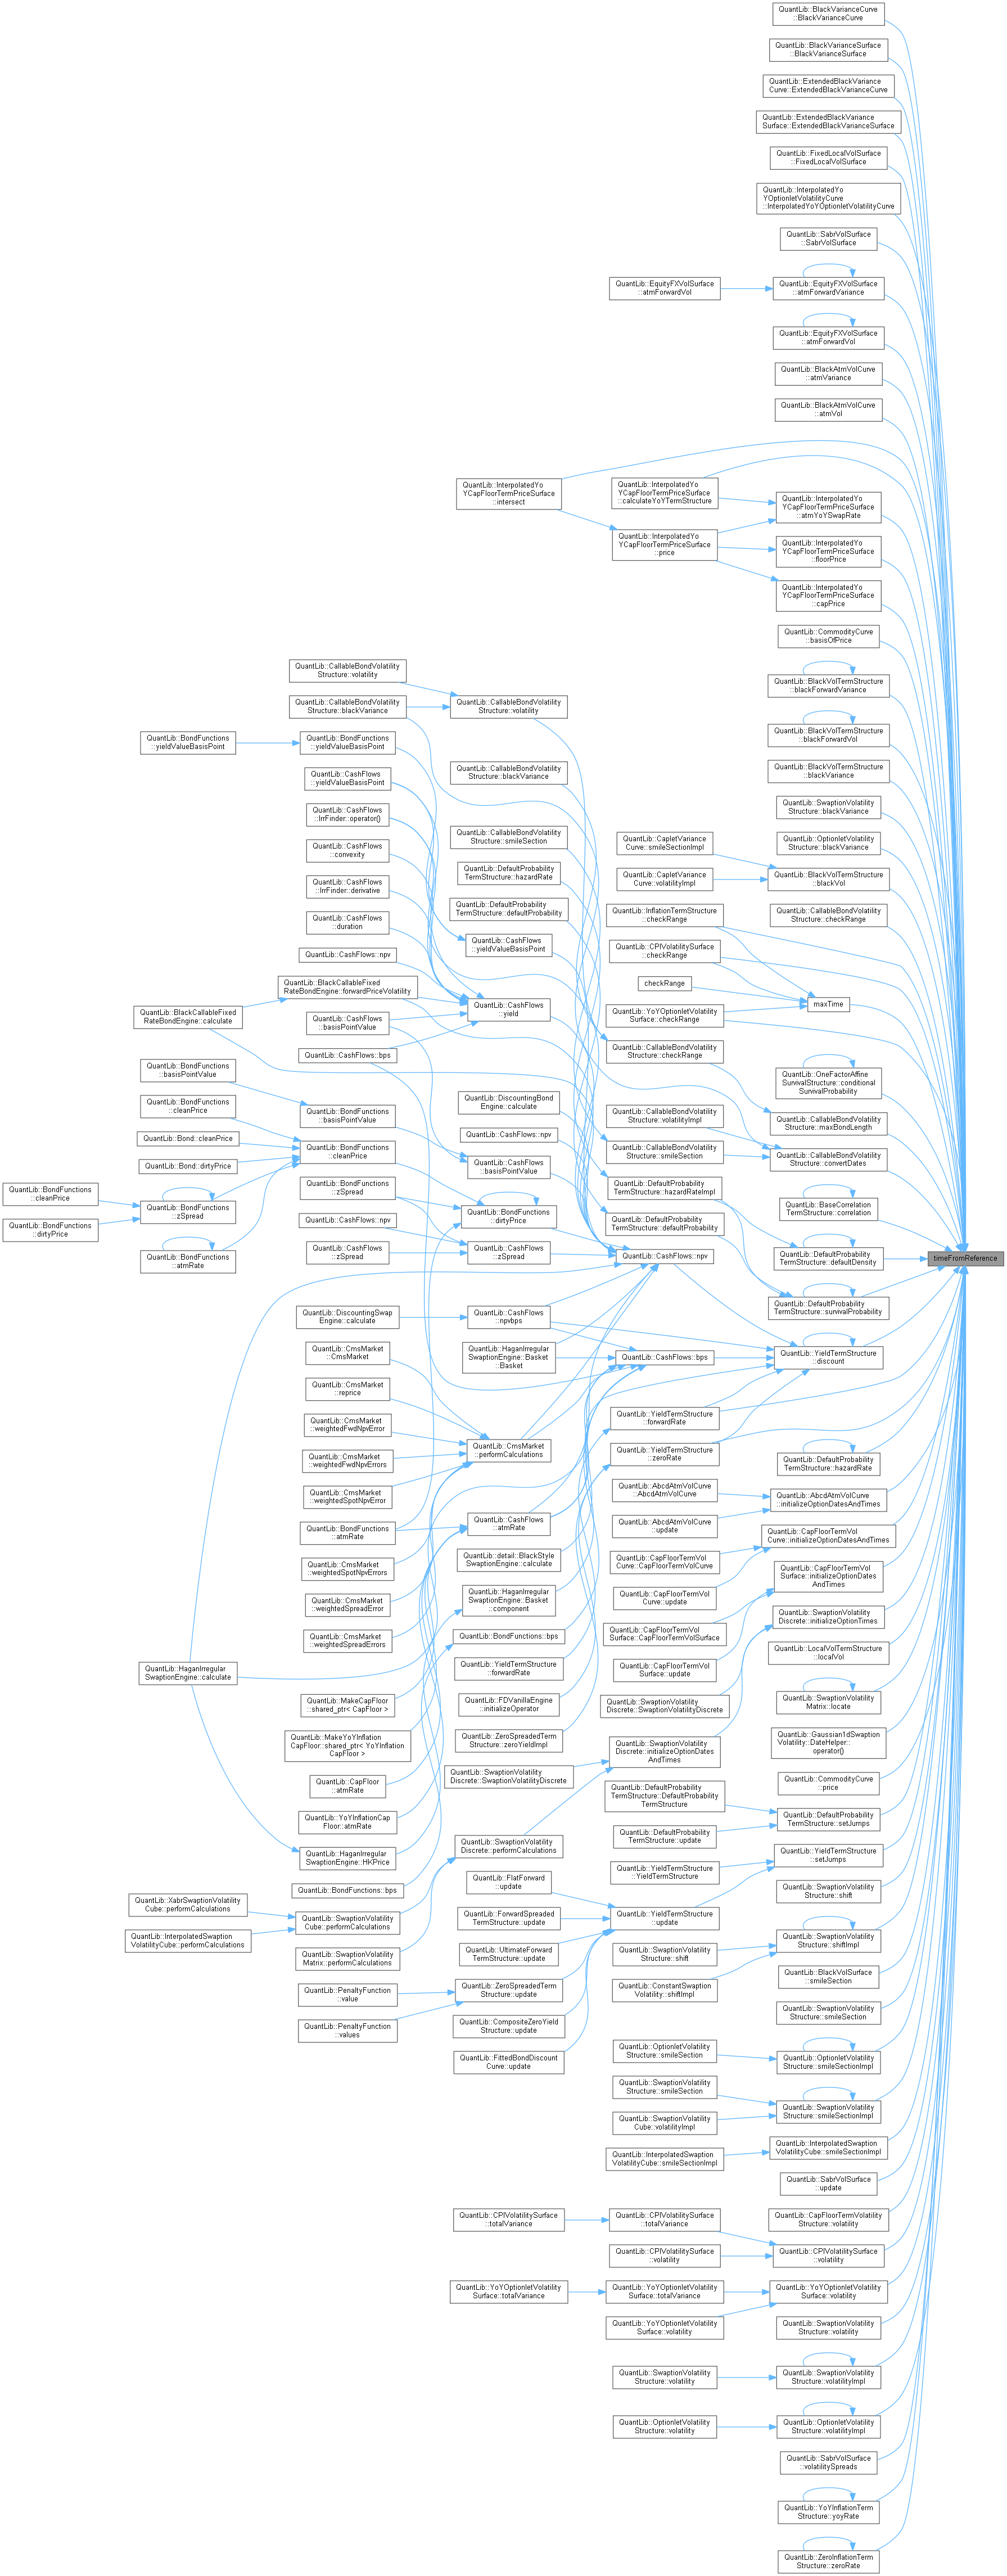 QuantLib::BlackVarianceCurve
::BlackVarianceCurve
QuantLib::BlackVarianceSurface
::BlackVarianceSurface
QuantLib::ExtendedBlackVariance
Curve::ExtendedBlackVarianceCurve
QuantLib::ExtendedBlackVariance
Surface::ExtendedBlackVarianceSurface
QuantLib::FixedLocalVolSurface
::FixedLocalVolSurface
QuantLib::InterpolatedYo
YOptionletVolatilityCurve
::InterpolatedYoYOptionletVolatilityCurve
QuantLib::SabrVolSurface
::SabrVolSurface
QuantLib::EquityFXVolSurface
::atmForwardVol
QuantLib::EquityFXVolSurface
::atmForwardVariance
QuantLib::EquityFXVolSurface
::atmForwardVol
QuantLib::BlackAtmVolCurve
::atmVariance
QuantLib::BlackAtmVolCurve
::atmVol
QuantLib::InterpolatedYo
YCapFloorTermPriceSurface
::intersect
QuantLib::InterpolatedYo
YCapFloorTermPriceSurface
::calculateYoYTermStructure
QuantLib::InterpolatedYo
YCapFloorTermPriceSurface
::atmYoYSwapRate
QuantLib::InterpolatedYo
YCapFloorTermPriceSurface
::price
QuantLib::InterpolatedYo
YCapFloorTermPriceSurface
::floorPrice
QuantLib::InterpolatedYo
YCapFloorTermPriceSurface
::capPrice
QuantLib::CommodityCurve
::basisOfPrice
QuantLib::CallableBondVolatility
Structure::volatility
QuantLib::BlackVolTermStructure
::blackForwardVariance
QuantLib::CallableBondVolatility
Structure::blackVariance
QuantLib::CallableBondVolatility
Structure::volatility
QuantLib::BondFunctions
::yieldValueBasisPoint
QuantLib::BondFunctions
::yieldValueBasisPoint
QuantLib::BlackVolTermStructure
::blackForwardVol
QuantLib::CashFlows
::yieldValueBasisPoint
QuantLib::CallableBondVolatility
Structure::blackVariance
QuantLib::BlackVolTermStructure
::blackVariance
QuantLib::CashFlows
::IrrFinder::operator()
QuantLib::SwaptionVolatility
Structure::blackVariance
QuantLib::CashFlows
::convexity
QuantLib::CallableBondVolatility
Structure::smileSection
QuantLib::CapletVariance
Curve::smileSectionImpl
QuantLib::OptionletVolatility
Structure::blackVariance
QuantLib::CashFlows
::IrrFinder::derivative
QuantLib::DefaultProbability
TermStructure::hazardRate
QuantLib::CapletVariance
Curve::volatilityImpl
QuantLib::BlackVolTermStructure
::blackVol
QuantLib::CashFlows
::duration
QuantLib::DefaultProbability
TermStructure::defaultProbability
QuantLib::InflationTermStructure
::checkRange
QuantLib::CallableBondVolatility
Structure::checkRange
QuantLib::CashFlows::npv
QuantLib::CashFlows
::yieldValueBasisPoint
QuantLib::CPIVolatilitySurface
::checkRange
QuantLib::BlackCallableFixed
RateBondEngine::forwardPriceVolatility
checkRange
QuantLib::BlackCallableFixed
RateBondEngine::calculate
QuantLib::CashFlows
::basisPointValue
QuantLib::CashFlows
::yield
QuantLib::YoYOptionletVolatility
Surface::checkRange
maxTime
QuantLib::CashFlows::bps
QuantLib::CallableBondVolatility
Structure::checkRange
QuantLib::OneFactorAffine
SurvivalStructure::conditional
SurvivalProbability
QuantLib::BondFunctions
::basisPointValue
QuantLib::BondFunctions
::cleanPrice
QuantLib::BondFunctions
::basisPointValue
QuantLib::DiscountingBond
Engine::calculate
QuantLib::CallableBondVolatility
Structure::volatilityImpl
QuantLib::CallableBondVolatility
Structure::maxBondLength
QuantLib::Bond::cleanPrice
QuantLib::BondFunctions
::cleanPrice
QuantLib::CashFlows::npv
QuantLib::CallableBondVolatility
Structure::smileSection
QuantLib::CallableBondVolatility
Structure::convertDates
QuantLib::Bond::dirtyPrice
QuantLib::CashFlows
::basisPointValue
QuantLib::BondFunctions
::cleanPrice
QuantLib::BondFunctions
::zSpread
QuantLib::BondFunctions
::zSpread
QuantLib::DefaultProbability
TermStructure::hazardRateImpl
QuantLib::BaseCorrelation
TermStructure::correlation
QuantLib::BondFunctions
::dirtyPrice
QuantLib::CashFlows::npv
QuantLib::BondFunctions
::dirtyPrice
QuantLib::DefaultProbability
TermStructure::defaultProbability
QuantLib::BondFunctions
::atmRate
QuantLib::CashFlows
::zSpread
QuantLib::CashFlows
::zSpread
QuantLib::CashFlows::npv
QuantLib::DefaultProbability
TermStructure::defaultDensity
timeFromReference
QuantLib::DiscountingSwap
Engine::calculate
QuantLib::CashFlows
::npvbps
QuantLib::DefaultProbability
TermStructure::survivalProbability
QuantLib::CmsMarket
::CmsMarket
QuantLib::HaganIrregular
SwaptionEngine::Basket
::Basket
QuantLib::CashFlows::bps
QuantLib::YieldTermStructure
::discount
QuantLib::CmsMarket
::reprice
QuantLib::CmsMarket
::weightedFwdNpvError
QuantLib::YieldTermStructure
::forwardRate
QuantLib::CmsMarket
::weightedFwdNpvErrors
QuantLib::CmsMarket
::performCalculations
QuantLib::YieldTermStructure
::zeroRate
QuantLib::DefaultProbability
TermStructure::hazardRate
QuantLib::CmsMarket
::weightedSpotNpvError
QuantLib::AbcdAtmVolCurve
::AbcdAtmVolCurve
QuantLib::AbcdAtmVolCurve
::initializeOptionDatesAndTimes
QuantLib::BondFunctions
::atmRate
QuantLib::CashFlows
::atmRate
QuantLib::AbcdAtmVolCurve
::update
QuantLib::CapFloorTermVol
Curve::initializeOptionDatesAndTimes
QuantLib::CmsMarket
::weightedSpotNpvErrors
QuantLib::detail::BlackStyle
SwaptionEngine::calculate
QuantLib::CapFloorTermVol
Curve::CapFloorTermVolCurve
QuantLib::CapFloorTermVol
Surface::initializeOptionDates
AndTimes
QuantLib::CmsMarket
::weightedSpreadError
QuantLib::HaganIrregular
SwaptionEngine::Basket
::component
QuantLib::CapFloorTermVol
Curve::update
QuantLib::SwaptionVolatility
Discrete::initializeOptionTimes
QuantLib::CmsMarket
::weightedSpreadErrors
QuantLib::BondFunctions::bps
QuantLib::CapFloorTermVol
Surface::CapFloorTermVolSurface
QuantLib::LocalVolTermStructure
::localVol
QuantLib::HaganIrregular
SwaptionEngine::calculate
QuantLib::YieldTermStructure
::forwardRate
QuantLib::CapFloorTermVol
Surface::update
QuantLib::MakeCapFloor
::shared_ptr< CapFloor >
QuantLib::FDVanillaEngine
::initializeOperator
QuantLib::SwaptionVolatility
Discrete::SwaptionVolatilityDiscrete
QuantLib::SwaptionVolatility
Matrix::locate
QuantLib::MakeYoYInflation
CapFloor::shared_ptr< YoYInflation
CapFloor >
QuantLib::ZeroSpreadedTerm
Structure::zeroYieldImpl
QuantLib::SwaptionVolatility
Discrete::initializeOptionDates
AndTimes
QuantLib::Gaussian1dSwaption
Volatility::DateHelper::
operator()
QuantLib::CapFloor
::atmRate
QuantLib::SwaptionVolatility
Discrete::SwaptionVolatilityDiscrete
QuantLib::CommodityCurve
::price
QuantLib::YoYInflationCap
Floor::atmRate
QuantLib::DefaultProbability
TermStructure::DefaultProbability
TermStructure
QuantLib::DefaultProbability
TermStructure::setJumps
QuantLib::HaganIrregular
SwaptionEngine::HKPrice
QuantLib::SwaptionVolatility
Discrete::performCalculations
QuantLib::DefaultProbability
TermStructure::update
QuantLib::YieldTermStructure
::setJumps
QuantLib::BondFunctions::bps
QuantLib::FlatForward
::update
QuantLib::YieldTermStructure
::YieldTermStructure
QuantLib::SwaptionVolatility
Structure::shift
QuantLib::XabrSwaptionVolatility
Cube::performCalculations
QuantLib::SwaptionVolatility
Cube::performCalculations
QuantLib::ForwardSpreaded
TermStructure::update
QuantLib::YieldTermStructure
::update
QuantLib::InterpolatedSwaption
VolatilityCube::performCalculations
QuantLib::SwaptionVolatility
Matrix::performCalculations
QuantLib::UltimateForward
TermStructure::update
QuantLib::SwaptionVolatility
Structure::shift
QuantLib::SwaptionVolatility
Structure::shiftImpl
QuantLib::PenaltyFunction
::value
QuantLib::ZeroSpreadedTerm
Structure::update
QuantLib::ConstantSwaption
Volatility::shiftImpl
QuantLib::BlackVolSurface
::smileSection
QuantLib::PenaltyFunction
::values
QuantLib::CompositeZeroYield
Structure::update
QuantLib::SwaptionVolatility
Structure::smileSection
QuantLib::FittedBondDiscount
Curve::update
QuantLib::OptionletVolatility
Structure::smileSection
QuantLib::OptionletVolatility
Structure::smileSectionImpl
QuantLib::SwaptionVolatility
Structure::smileSection
QuantLib::SwaptionVolatility
Cube::volatilityImpl
QuantLib::SwaptionVolatility
Structure::smileSectionImpl
QuantLib::InterpolatedSwaption
VolatilityCube::smileSectionImpl
QuantLib::InterpolatedSwaption
VolatilityCube::smileSectionImpl
QuantLib::SabrVolSurface
::update
QuantLib::CPIVolatilitySurface
::totalVariance
QuantLib::CPIVolatilitySurface
::totalVariance
QuantLib::CapFloorTermVolatility
Structure::volatility
QuantLib::CPIVolatilitySurface
::volatility
QuantLib::CPIVolatilitySurface
::volatility
QuantLib::YoYOptionletVolatility
Surface::totalVariance
QuantLib::YoYOptionletVolatility
Surface::totalVariance
QuantLib::YoYOptionletVolatility
Surface::volatility
QuantLib::YoYOptionletVolatility
Surface::volatility
QuantLib::SwaptionVolatility
Structure::volatility
QuantLib::SwaptionVolatility
Structure::volatility
QuantLib::SwaptionVolatility
Structure::volatilityImpl
QuantLib::OptionletVolatility
Structure::volatility
QuantLib::OptionletVolatility
Structure::volatilityImpl
QuantLib::SabrVolSurface
::volatilitySpreads
QuantLib::YoYInflationTerm
Structure::yoyRate
QuantLib::ZeroInflationTerm
Structure::zeroRate